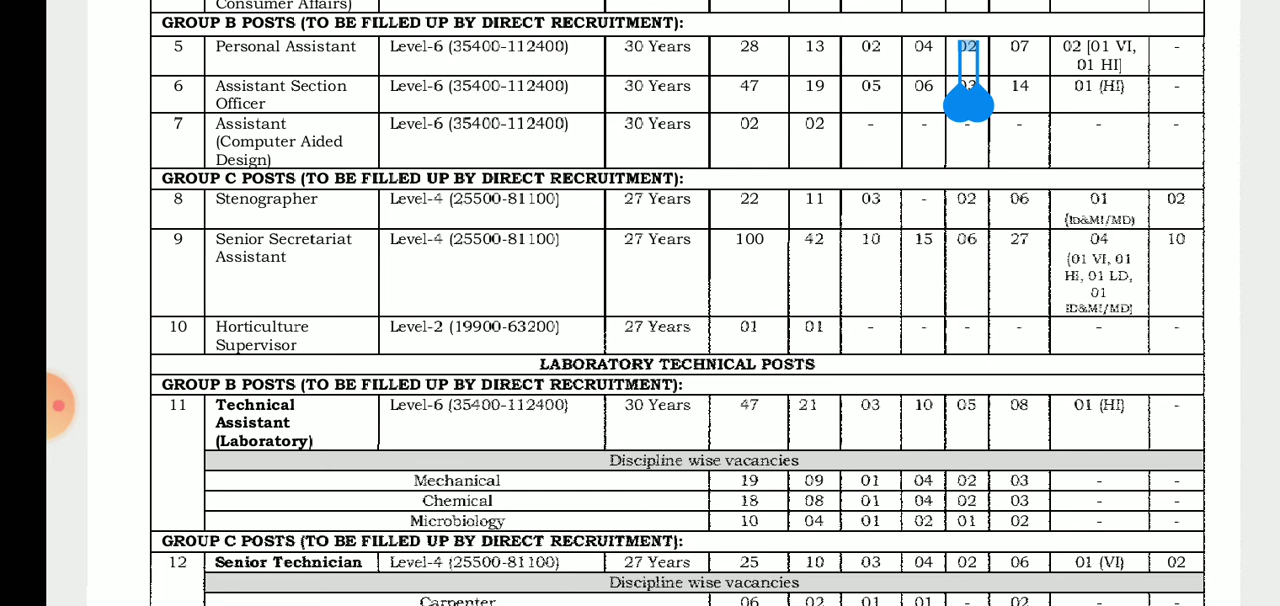 Consumer Affairs)
GROUP B POSTS (TO BE FILLED UP BY DIRECT RECRUITMENT):
5 Personal Assistant Level-6 (35400-112400) 30 Years 28 13 02 04 02 07 02 [01 VI,
01 HI]
6 Assistant Section Level-6 (35400-112400) 30 Years 47 19 05 06 03 14 01 (HI) -
Officer
7 Assistant Level-6 (35400-112400) 30 Years 02 02 - - - - - -
(Computer Aided
Design)
GROUP C POSTS (TO BE FILLED UP BY DIRECT RECRUITMENT):
8 Stenographer Level-4 (25500-81100) 27 Years 22 11 03 - 02 06 01 02
(ID&MI/MD)
9 Senior Secretariat Level-4 (25500-81100) 27 Years 100 42 10 15 06 27 04 10
Assistant (01 VI, 01
HI, 01 LD,
01
ID&MI/MD)
10 Horticulture Level-2 (19900-63200) 27 Years 01 01 - - - - - -
Supervisor
LABORATORY TECHNICAL POSTS
GROUP B POSTS (TO BE FILLED UP BY DIRECT RECRUITMENT):
11 Technical Level-6 (35400-112400) 30 Years 47 21 03 10 05 08 01 (HI) -
Assistant
(Laboratory)
Discipline wise vacancies
Mechanical 19 09 01 04 02 03 - -
Chemical 18 08 01 04 02 03 - -
Microbiology 10 04 01 02 01 02 - -
GROUP C POSTS (TO BE FILLED UP BY DIRECT RECRUITMENT):
12 Senior Technician Level-4 (25500-81100) 27 Years 25 10 03 04 02 06 01 (VI) 02
Discipline wise vacancies
Carpenter 06 02 01 01 - 02 - -